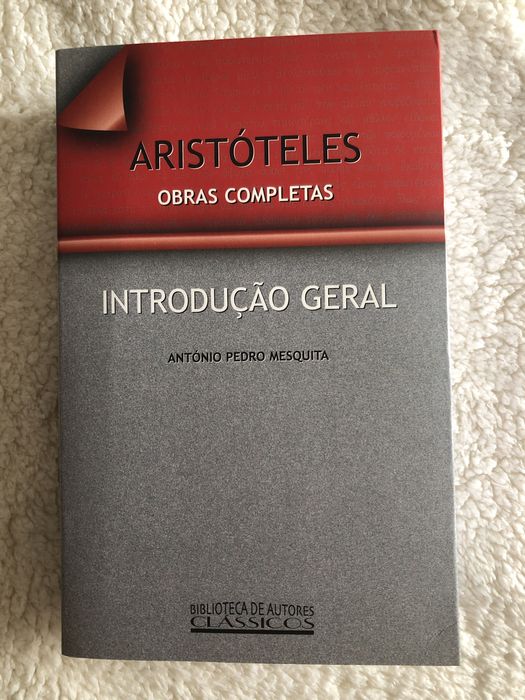 ARISTÓTELES
OBRAS COMPLETAS
INTRODUÇÃO GERAL
ANTÓNIO PEDRO MESQUITA
BIBLIOTECA DE AUTORES
CLÁSSICOS